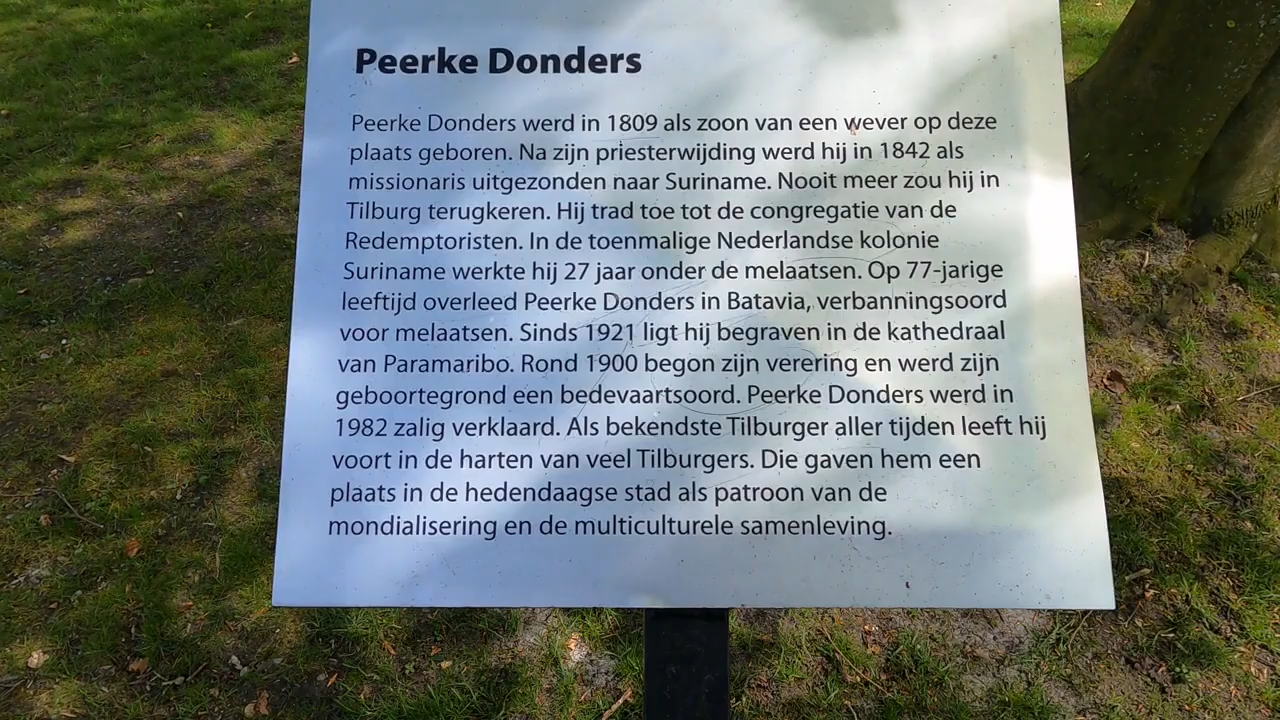 Peerke Donders
Peerke Donders werd in 1809 als zoon van een wever op deze
plaats geboren. Na zijn priesterwijding werd hij in 1842 als
missionaris uitgezonden naar Suriname. Nooit meer zou hij in
Tilburg terugkeren. Hij trad toe tot de congregatie van de
Redemptoristen. In de toenmalige Nederlandse kolonie
Suriname werkte hij 27 jaar onder de melaatsen. Op 77-jarige
leeftijd overleed Peerke Donders in Batavia, verbanningsoord
voor melaatsen. Sinds 1921 ligt hij begraven in de kathedraal
van Paramaribo. Rond 1900 begon zijn verering en werd zijn
geboortegrond een bedevaartsoord. Peerke Donders werd in
1982 zalig verklaard. Als bekendste Tilburger aller tijden leeft hij
voort in de harten van veel Tilburgers. Die gaven hem een
plaats in de hedendaagse stad als patroon van de
mondialisering en de multiculturele samenleving.